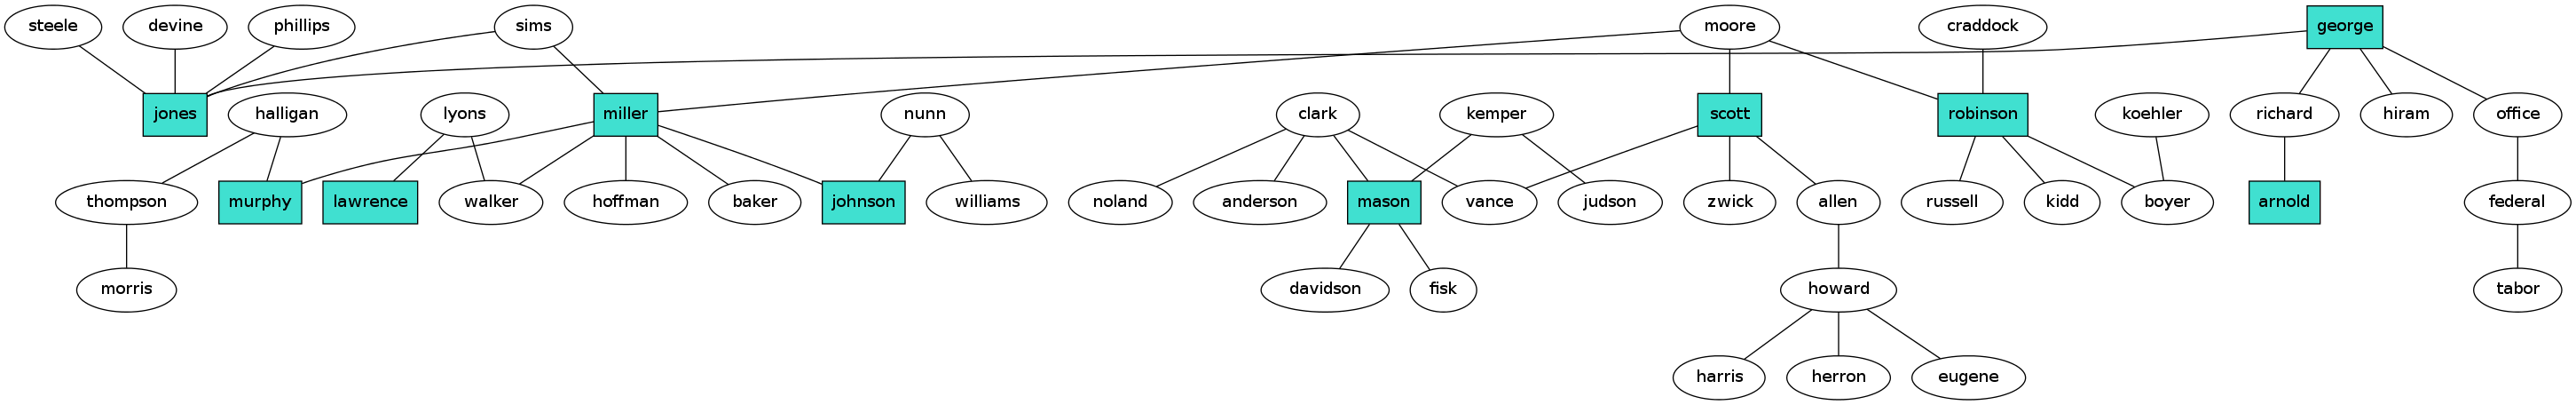 steele devine phillips sims moore craddock george
jones halligan lyons miller nunn clark kemper scott robinson koehler richard hiram office
thompson murphy lawrence walker hoffman baker johnson williams noland anderson mason vance judson zwick allen russell kidd boyer arnold federal
morris davidson fisk howard tabor
harris herron eugene